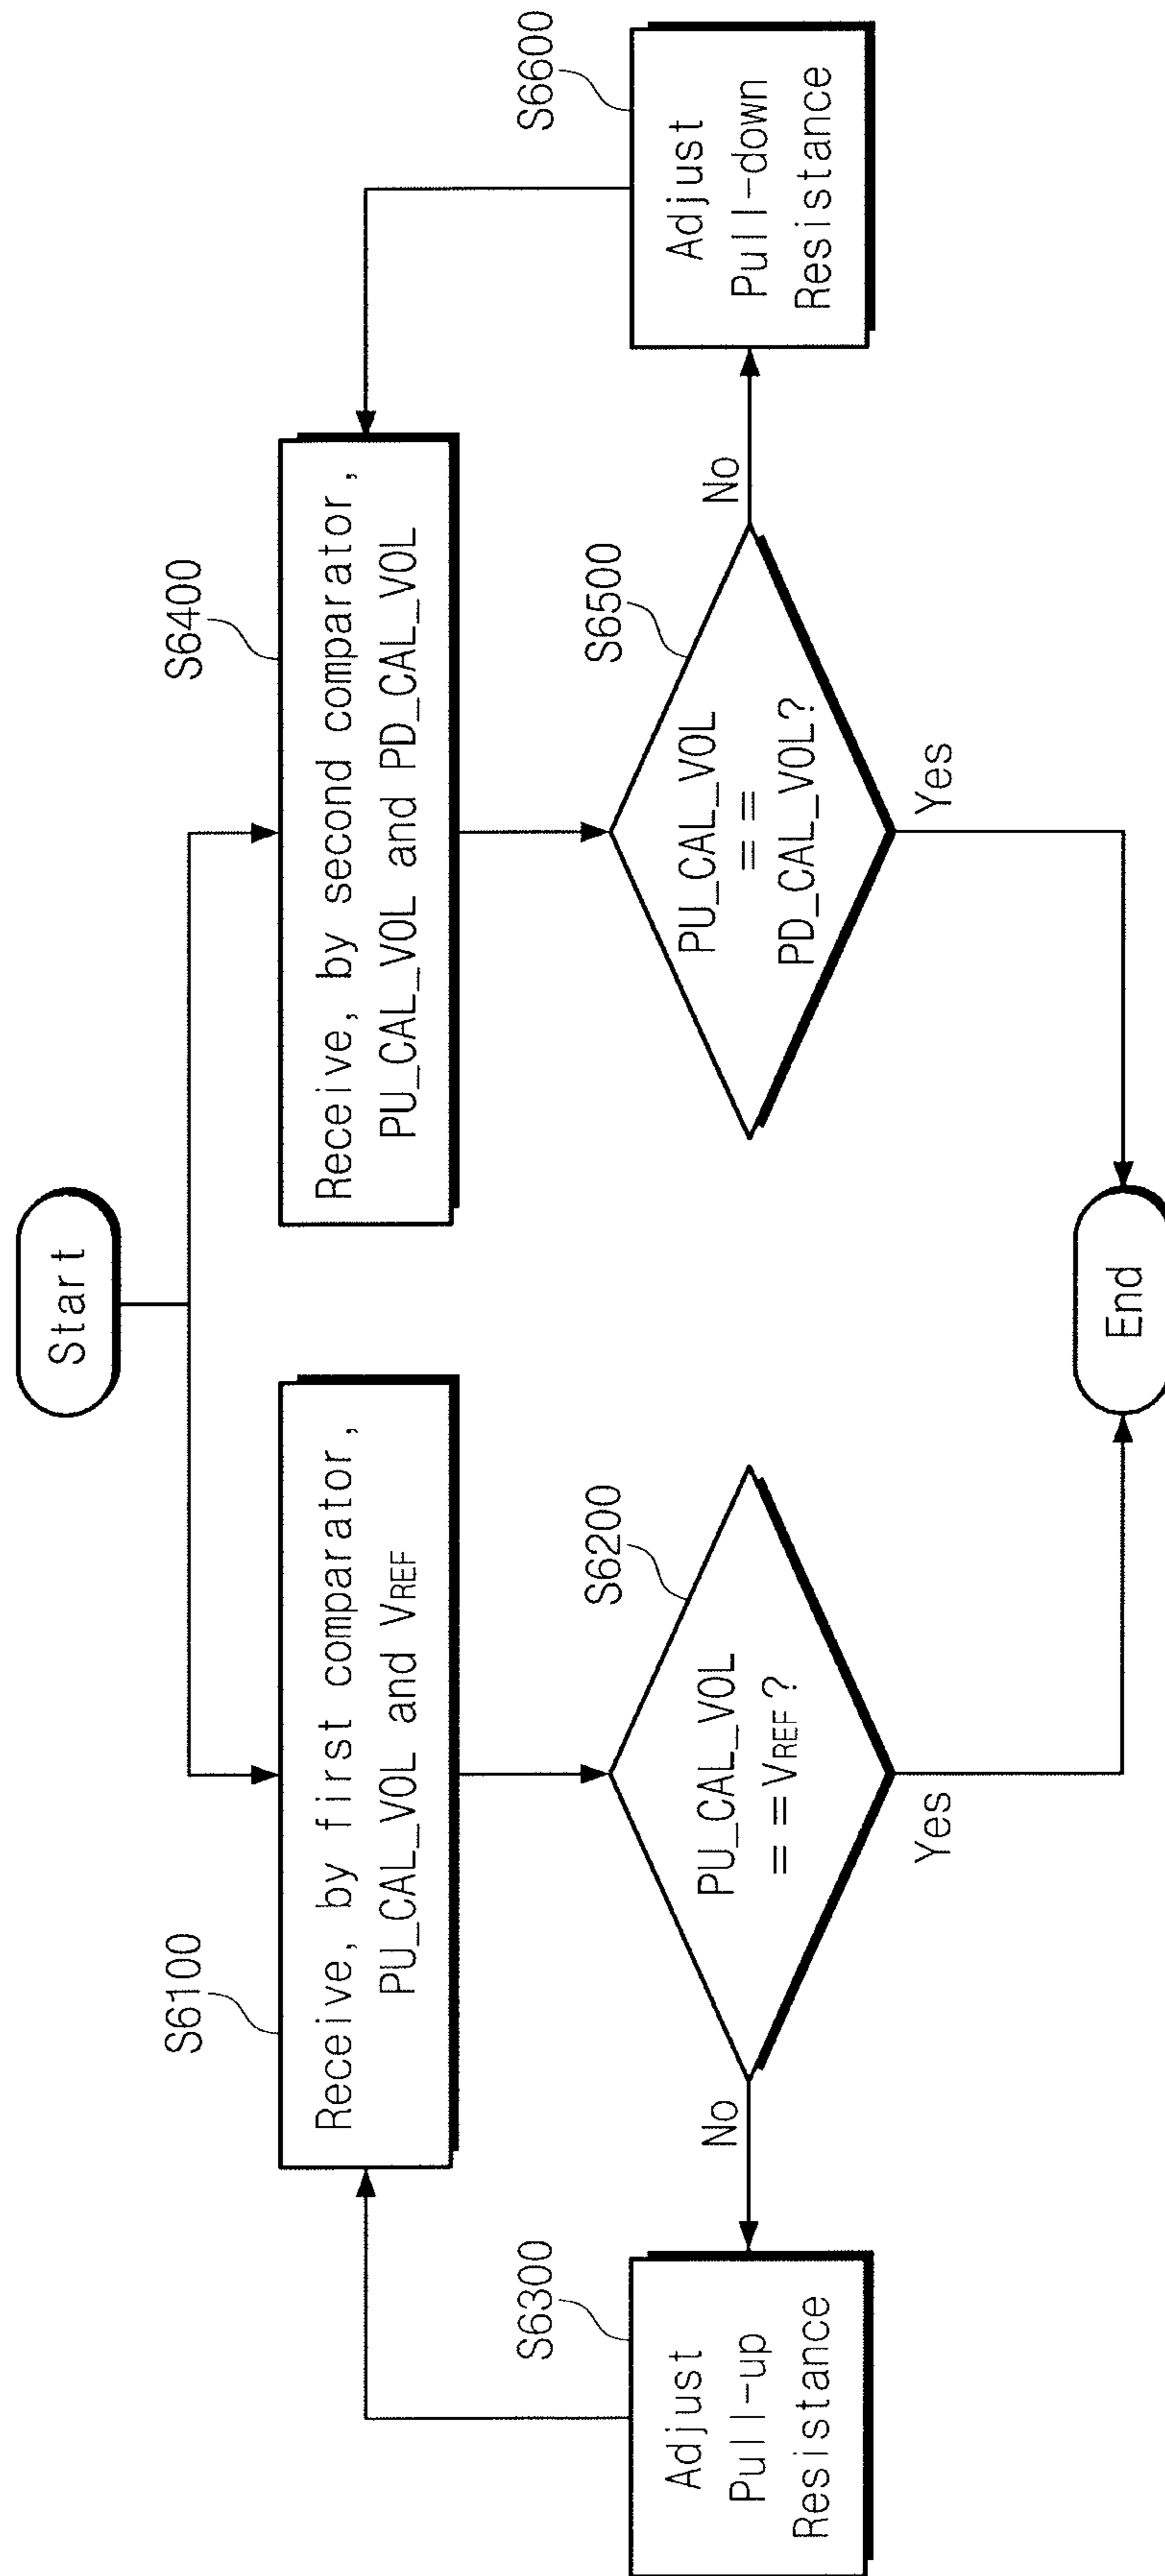 Start
S6100
Receive, by first comparator,
PU_CAL_VOL and VREF
S6400
Receive, by second comparator,
PU_CAL_VOL and PD_CAL_VOL
S6300
Adjust
Pull-up
Resistance
No
S6200
PU_CAL_VOL
==VREF?
Yes
S6500
PU_CAL_VOL
==
PD_CAL_VOL?
Yes
No
S6600
Adjust
Pull-down
Resistance
End